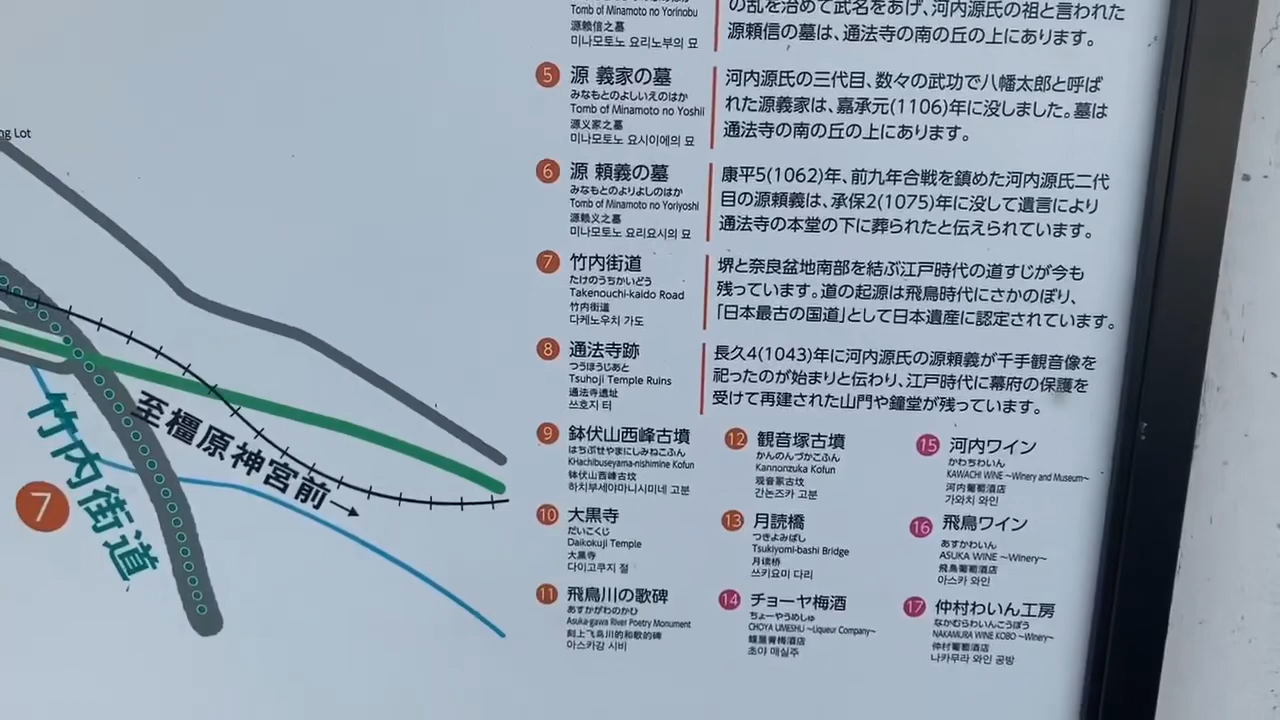 ng Lot
至橿原神宮前→
7
竹内街道
Tomb of Minamoto no Yorinobu
源赖信之墓
미나모토노 요리노부의 묘
の乱を治めて武名をあげ、河内源氏の祖と言われた
源頼信の墓は、通法寺の南の丘の上にあります。
5 源 義家の墓
みなもとのよしいえのはか
Tomb of Minamoto no Yoshii
源义家之墓
미나모토노 요시이에의 묘
河内源氏の三代目、数々の武功で八幡太郎と呼ば
れた源義家は、嘉承元(1106)年に没しました。墓は
通法寺の南の丘の上にあります。
6 源 頼義の墓
みなもとのよりよしのはか
Tomb of Minamoto no Yoriyoshi
源赖义之墓
미나모토노 요리요시의 묘
康平5(1062)年、前九年合戦を鎮めた河内源氏二代
目の源頼義は、承保2(1075)年に没して遺言により
通法寺の本堂の下に葬られたと伝えられています。
7 竹内街道
たけのうちかいどう
Takenouchi-kaido Road
竹内街道
다케노우치 가도
堺と奈良盆地南部を結ぶ江戸時代の道すじが今も
残っています。道の起源は飛鳥時代にさかのぼり、
「日本最古の国道」として日本遺産に認定されています。
8 通法寺跡
つうほうじあと
Tsuhoji Temple Ruins
通法寺遗址
쓰호지 터
長久4(1043)年に河内源氏の源頼義が千手観音像を
祀ったのが始まりと伝わり、江戸時代に幕府の保護を
受けて再建された山門や鐘堂が残っています。
9 鉢伏山西峰古墳
はちぶせやまにしみねこふん
KHachibuseyama-nishimine Kofun
钵伏山西峰古坟
하치부세야마니시미네 고분
10 大黒寺
だいこくじ
Daikokuji Temple
大黑寺
다이코쿠지 절
11 飛鳥川の歌碑
あすかがわのかひ
Asuka-gawa River Poetry Monument
刻上飞鸟川的和歌的碑
아스카강 시비
12 観音塚古墳
かんのんづかこふん
Kannonzuka Kofun
观音冢古坟
간논즈카 고분
13 月読橋
つきよみばし
Tsukiyomi-bashi Bridge
月读桥
쓰키요미 다리
14 チョーヤ梅酒
ちょーやうめしゅ
CHOYA UMESHU ~Liqueur Company~
蝶屋青梅酒店
초야 매실주
15 河内ワイン
かわちわいん
KAWACHI WINE ~Winery and Museum~
河内葡萄酒店
가와치 와인
16 飛鳥ワイン
あすかわいん
ASUKA WINE ~Winery~
飛鳥葡萄酒店
아스카 와인
17 仲村わいん工房
なかむらわいんこうぼう
NAKAMURA WINE KOBO ~Winery~
仲村葡萄酒店
나카무라 와인 공방